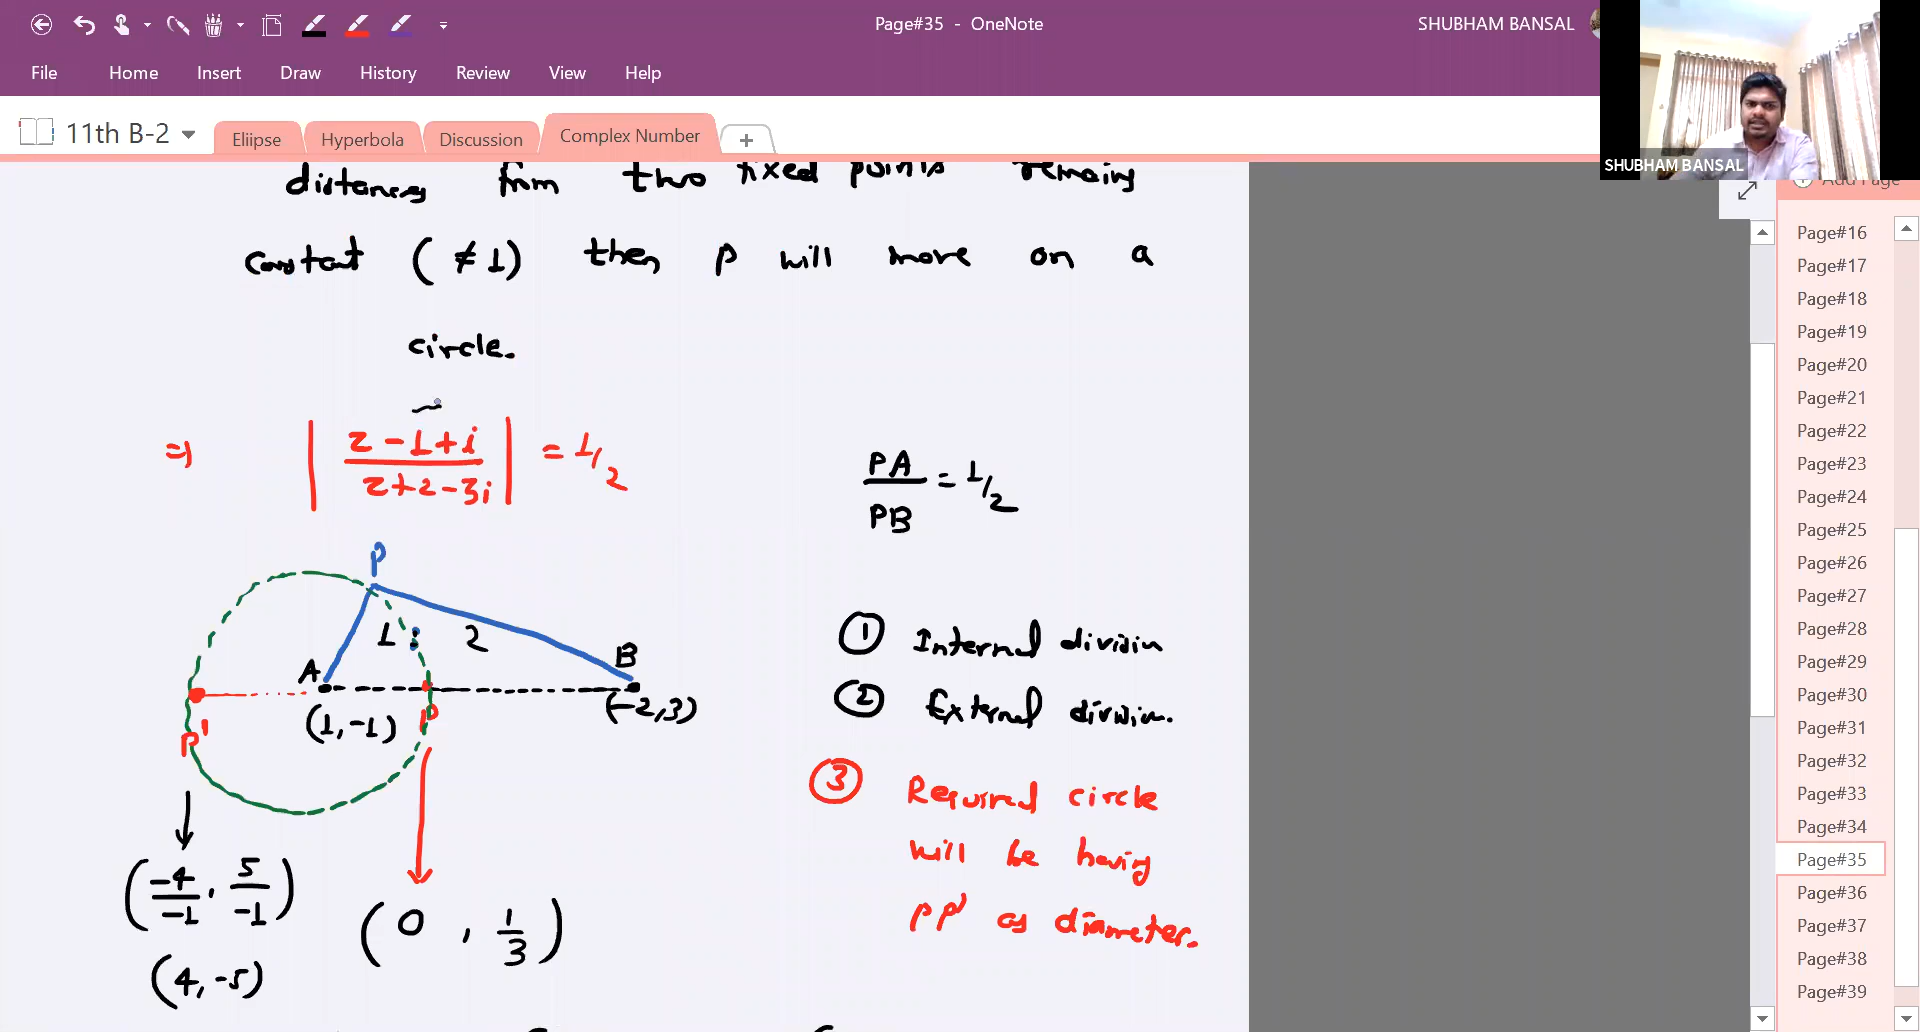 Page#35 - OneNote
SHUBHAM BANSAL
File Home Insert Draw History Review View Help
11th B-2
Eliipse
Hyperbola
Discussion
Complex Number
SHUBHAM BANSAL
Add Page
distances from two fixed points remains
constant ( ≠ 1) then P will move on a
circle.
=> | z - 1 + i / z + 2 - 3i | = 1/2
PA / PB = 1/2
P
1 : 2
A
B
(1, -1)
(-2, 3)
P'
P
(-4/-1, 5/-1)
(4, -5)
(0, 1/3)
① Internal division
② External division.
③ Required circle
will be having
PP' as diameter.
Page#16
Page#17
Page#18
Page#19
Page#20
Page#21
Page#22
Page#23
Page#24
Page#25
Page#26
Page#27
Page#28
Page#29
Page#30
Page#31
Page#32
Page#33
Page#34
Page#35
Page#36
Page#37
Page#38
Page#39